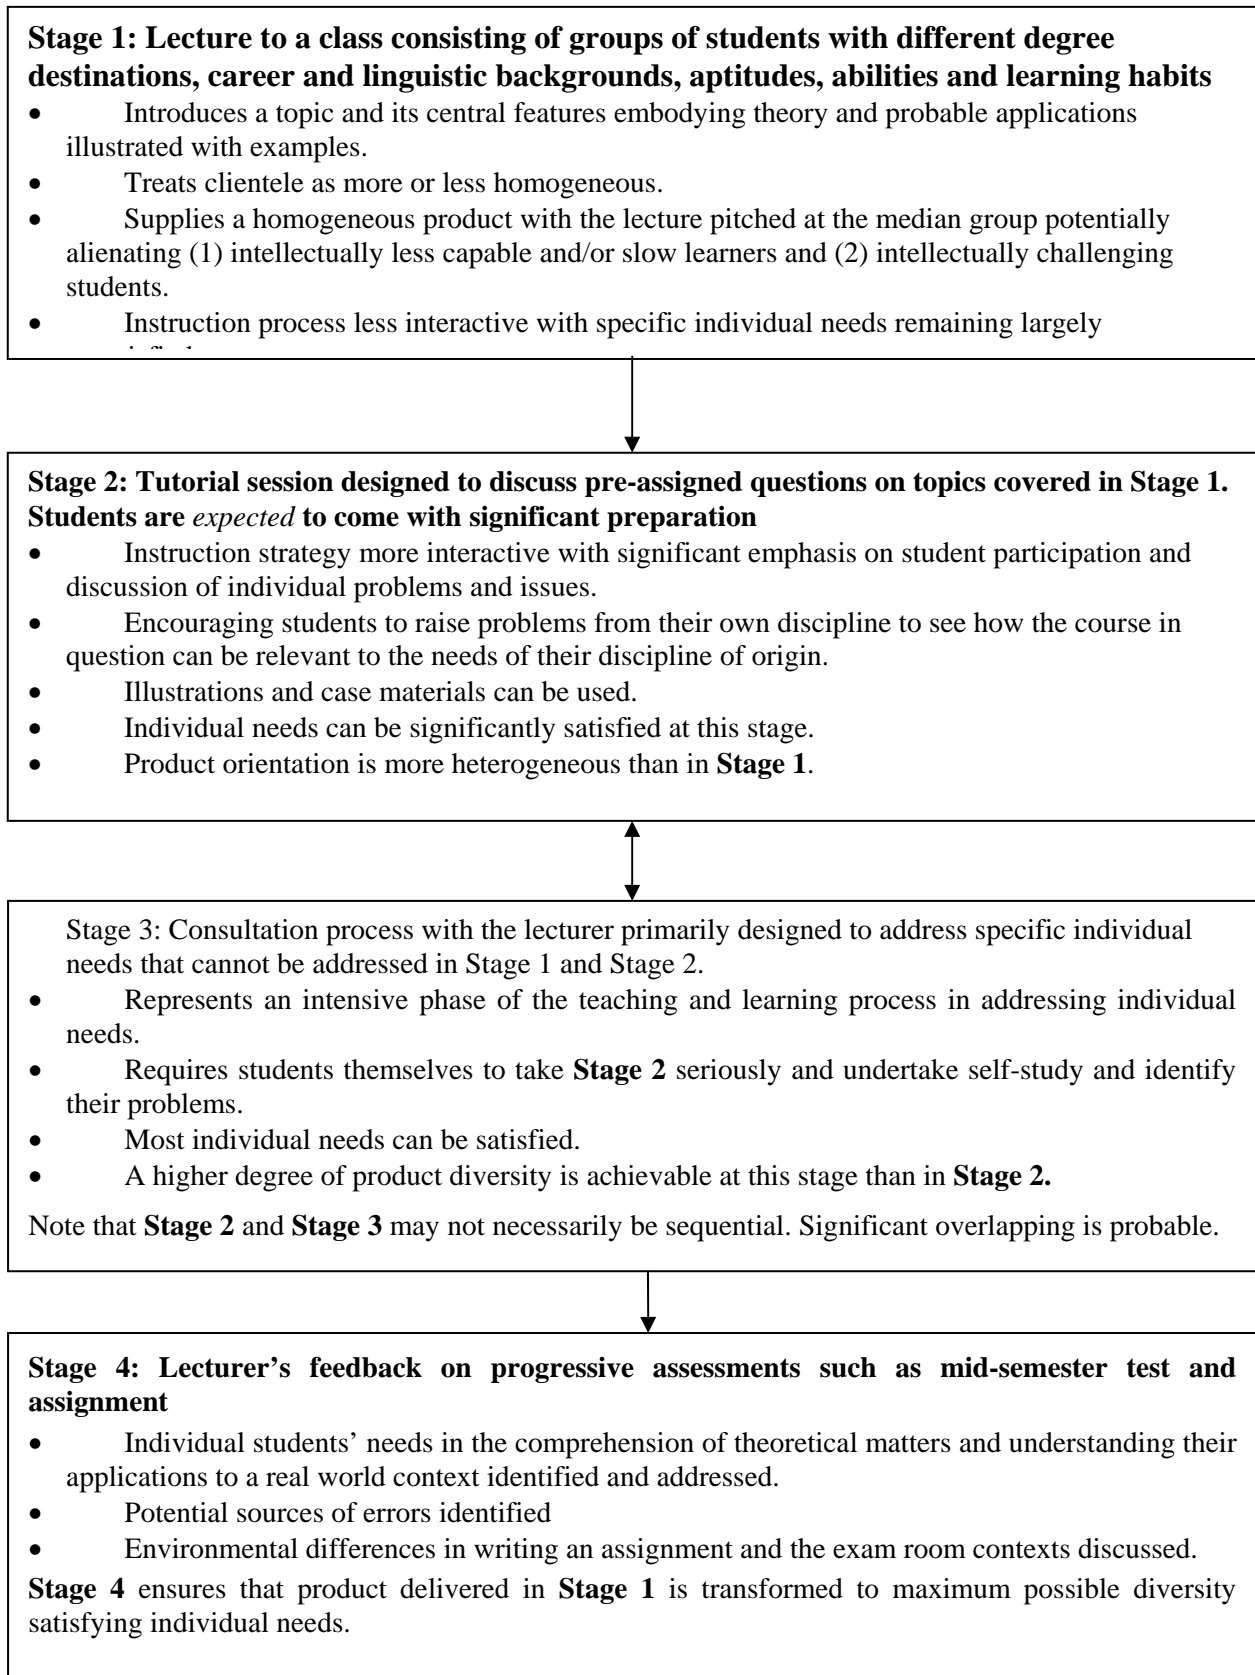 Stage 1: Lecture to a class consisting of groups of students with different degree
destinations, career and linguistic backgrounds, aptitudes, abilities and learning habits
• Introduces a topic and its central features embodying theory and probable applications
illustrated with examples.
• Treats clientele as more or less homogeneous.
• Supplies a homogeneous product with the lecture pitched at the median group potentially
alienating (1) intellectually less capable and/or slow learners and (2) intellectually challenging
students.
• Instruction process less interactive with specific individual needs remaining largely
Stage 2: Tutorial session designed to discuss pre-assigned questions on topics covered in Stage 1.
Students are expected to come with significant preparation
• Instruction strategy more interactive with significant emphasis on student participation and
discussion of individual problems and issues.
• Encouraging students to raise problems from their own discipline to see how the course in
question can be relevant to the needs of their discipline of origin.
• Illustrations and case materials can be used.
• Individual needs can be significantly satisfied at this stage.
• Product orientation is more heterogeneous than in Stage 1.
Stage 3: Consultation process with the lecturer primarily designed to address specific individual
needs that cannot be addressed in Stage 1 and Stage 2.
• Represents an intensive phase of the teaching and learning process in addressing individual
needs.
• Requires students themselves to take Stage 2 seriously and undertake self-study and identify
their problems.
• Most individual needs can be satisfied.
• A higher degree of product diversity is achievable at this stage than in Stage 2.
Note that Stage 2 and Stage 3 may not necessarily be sequential. Significant overlapping is probable.
Stage 4: Lecturer’s feedback on progressive assessments such as mid-semester test and
assignment
• Individual students’ needs in the comprehension of theoretical matters and understanding their
applications to a real world context identified and addressed.
• Potential sources of errors identified
• Environmental differences in writing an assignment and the exam room contexts discussed.
Stage 4 ensures that product delivered in Stage 1 is transformed to maximum possible diversity
satisfying individual needs.